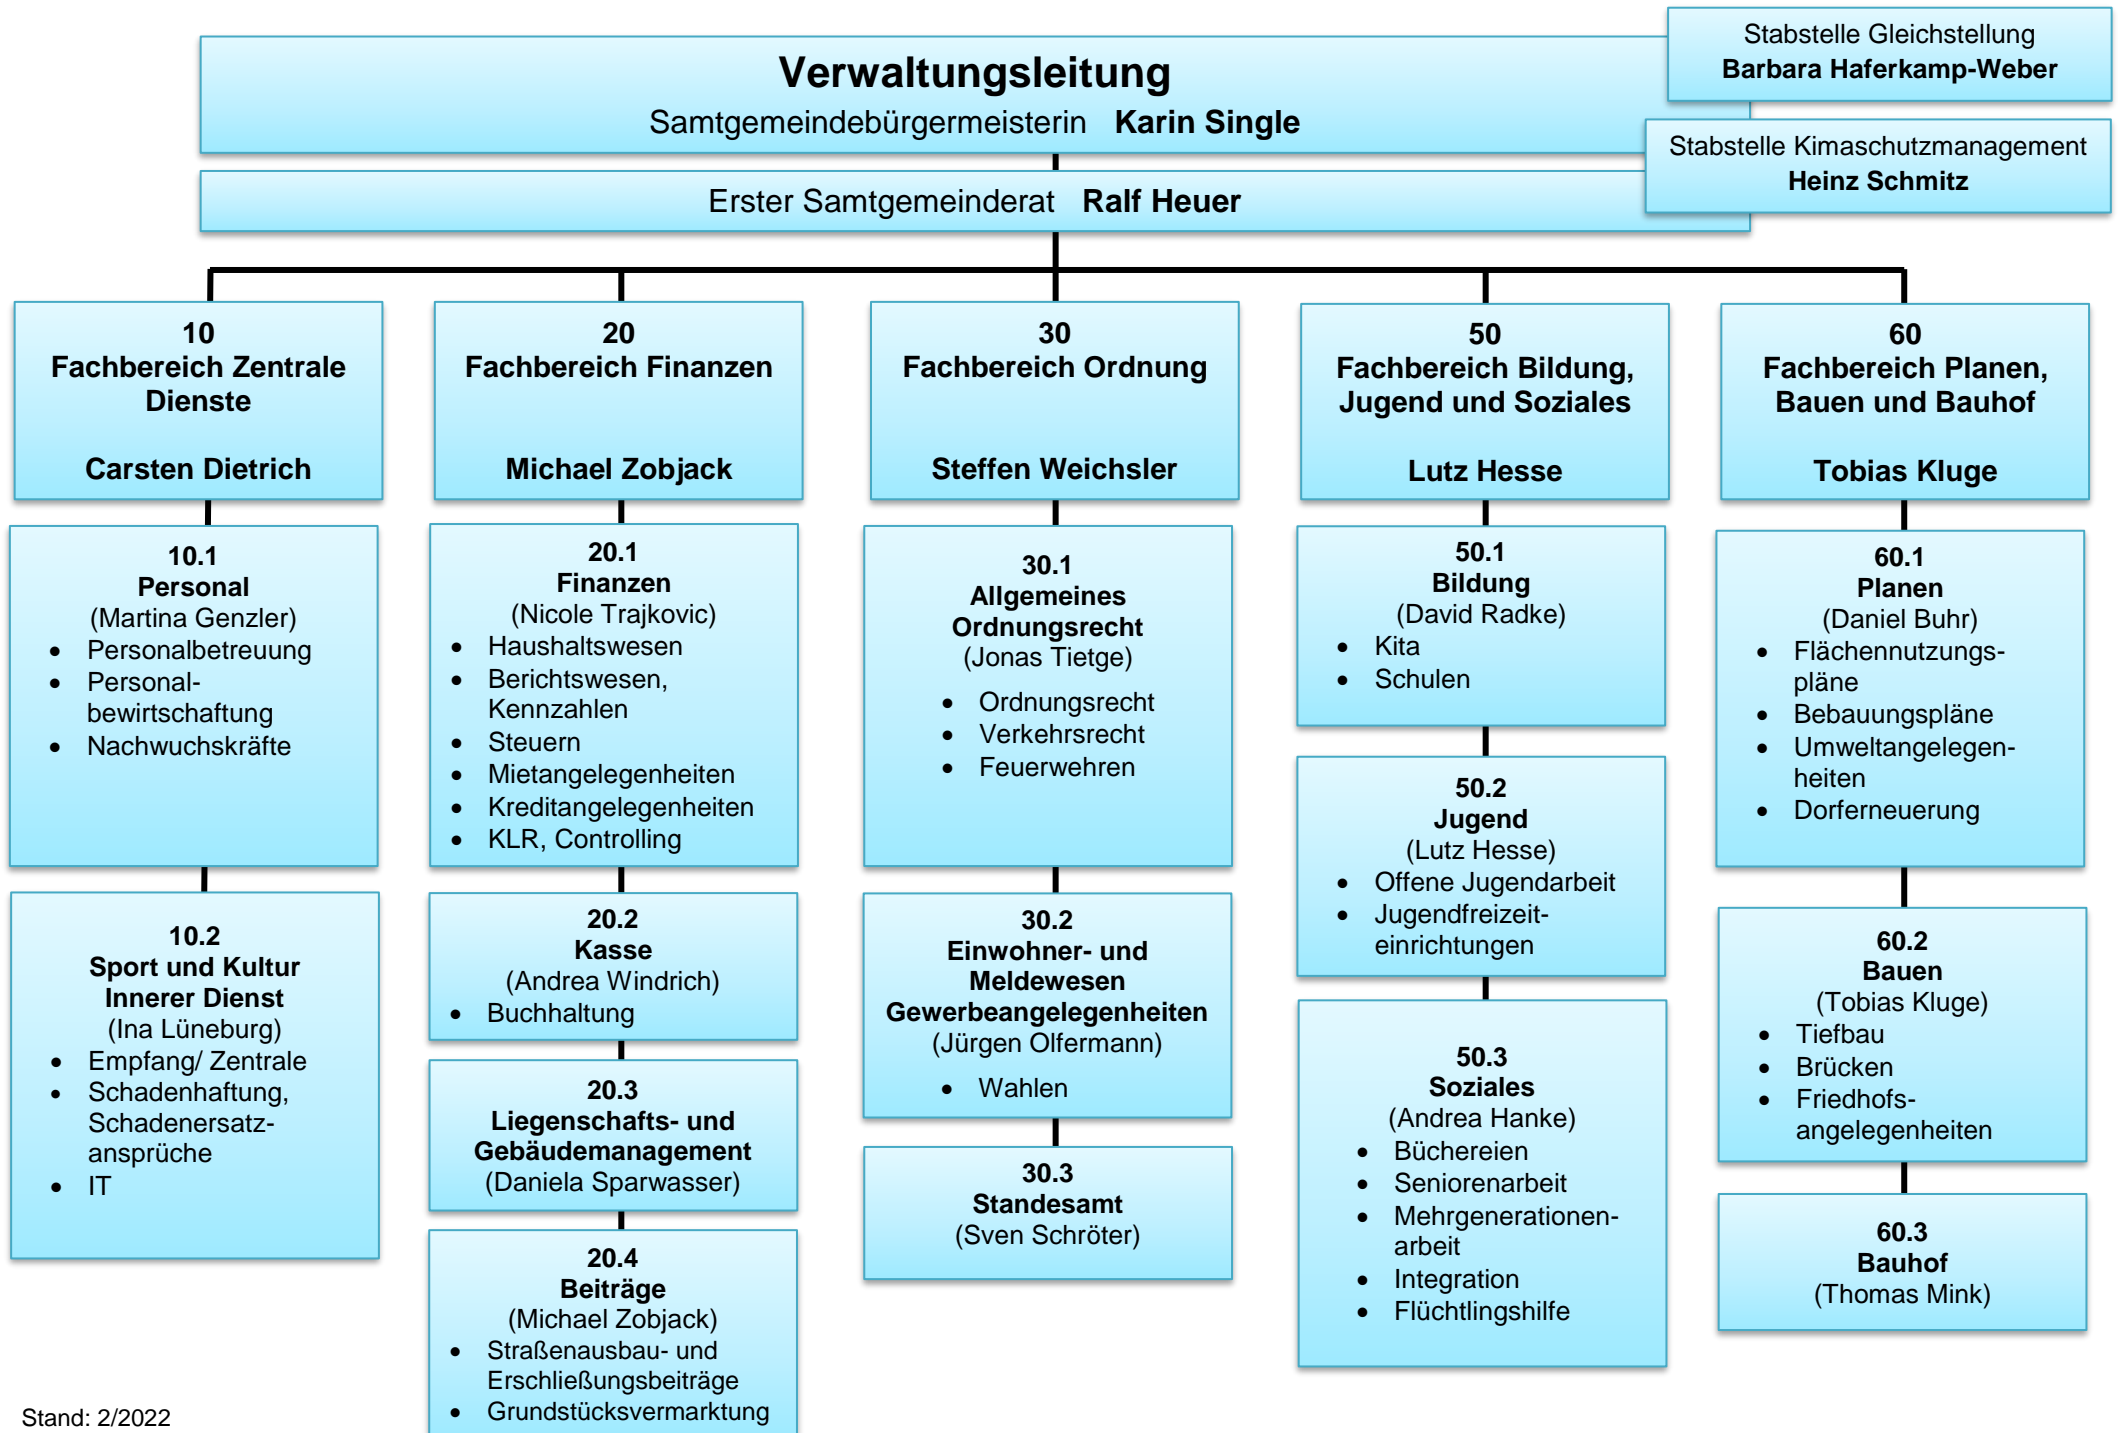 Verwaltungsleitung
Samtgemeindebürgermeisterin Karin Single
Stabstelle Gleichstellung
Barbara Haferkamp-Weber
Stabstelle Kimaschutzmanagement
Heinz Schmitz
Erster Samtgemeinderat Ralf Heuer
10
Fachbereich Zentrale
Dienste
Carsten Dietrich
10.1
Personal
(Martina Genzler)
• Personalbetreuung
• Personal-
bewirtschaftung
• Nachwuchskräfte
10.2
Sport und Kultur
Innerer Dienst
(Ina Lüneburg)
• Empfang/ Zentrale
• Schadenhaftung,
Schadenersatz-
ansprüche
• IT
20
Fachbereich Finanzen
Michael Zobjack
20.1
Finanzen
(Nicole Trajkovic)
• Haushaltswesen
• Berichtswesen,
Kennzahlen
• Steuern
• Mietangelegenheiten
• Kreditangelegenheiten
• KLR, Controlling
20.2
Kasse
(Andrea Windrich)
• Buchhaltung
20.3
Liegenschafts- und
Gebäudemanagement
(Daniela Sparwasser)
20.4
Beiträge
(Michael Zobjack)
• Straßenausbau- und
Erschließungsbeiträge
• Grundstücksvermarktung
30
Fachbereich Ordnung
Steffen Weichsler
30.1
Allgemeines
Ordnungsrecht
(Jonas Tietge)
• Ordnungsrecht
• Verkehrsrecht
• Feuerwehren
30.2
Einwohner- und
Meldewesen
Gewerbeangelegenheiten
(Jürgen Olfermann)
• Wahlen
30.3
Standesamt
(Sven Schröter)
50
Fachbereich Bildung,
Jugend und Soziales
Lutz Hesse
50.1
Bildung
(David Radke)
• Kita
• Schulen
50.2
Jugend
(Lutz Hesse)
• Offene Jugendarbeit
• Jugendfreizeit-
einrichtungen
50.3
Soziales
(Andrea Hanke)
• Büchereien
• Seniorenarbeit
• Mehrgenerationen-
arbeit
• Integration
• Flüchtlingshilfe
60
Fachbereich Planen,
Bauen und Bauhof
Tobias Kluge
60.1
Planen
(Daniel Buhr)
• Flächennutzungs-
pläne
• Bebauungspläne
• Umweltangelegen-
heiten
• Dorferneuerung
60.2
Bauen
(Tobias Kluge)
• Tiefbau
• Brücken
• Friedhofs-
angelegenheiten
60.3
Bauhof
(Thomas Mink)
Stand: 2/2022